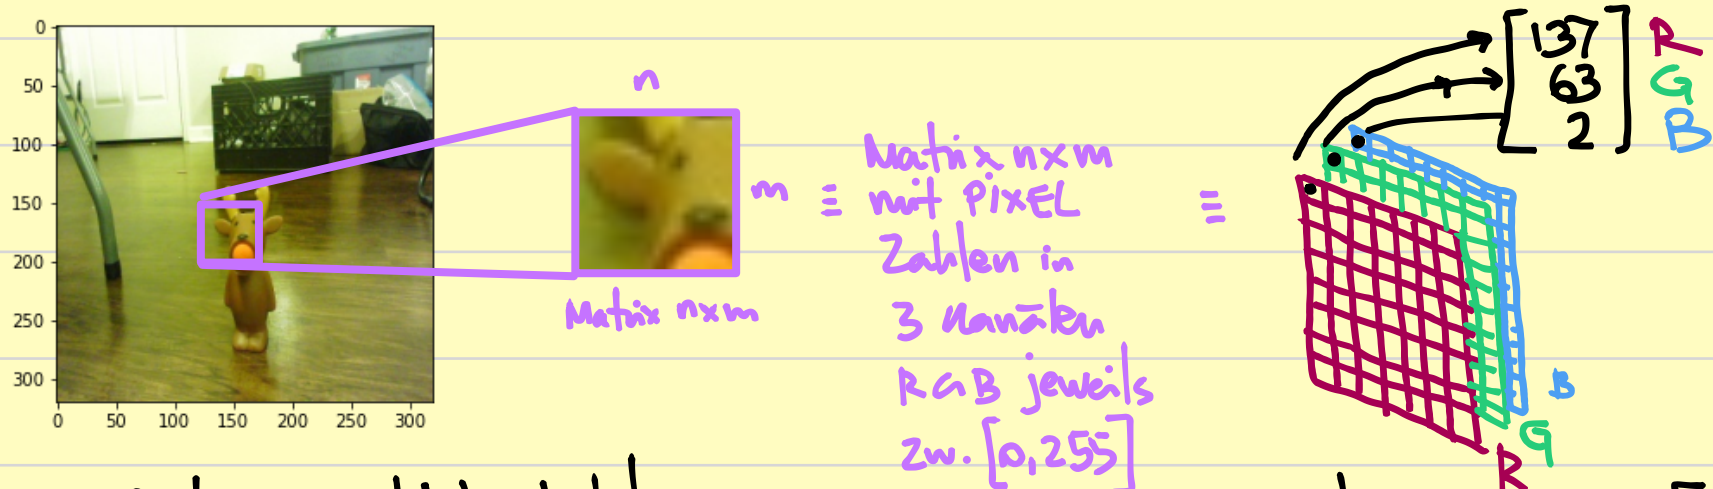 0
50
100
150
200
250
300
0 50 100 150 200 250 300
n
m
Matrix nxm
≡
Matrix nxm
mit PIXEL
Zahlen in
3 Kanälen
RGB jeweils
zw. [0,255]
≡
137 R
63 G
2 B
B
G
R